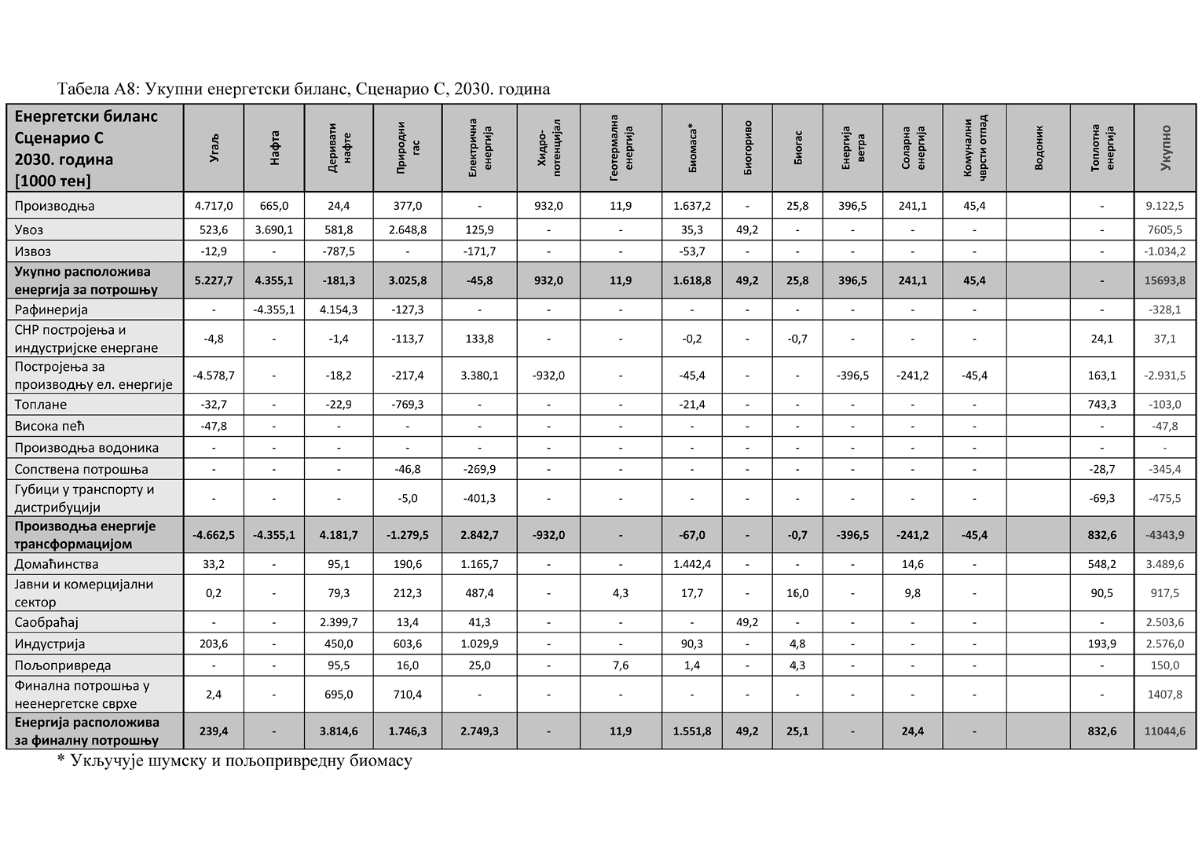 Табела А8: Укупни енергетски биланс, Сценарио С, 2030. година
Енергетски биланс Сценарио С 2030. година [1000 тен] Угаљ Нафта Деривати нафте Природни гас Електрична енергија Хидро-потенцијал Геотермална енергија Биомаса* Биогориво Биогас Енергија ветра Соларна енергија Комунални чврсти отпад Водоник Топлотна енергија Укупно
Производња 4.717,0 665,0 24,4 377,0 - 932,0 11,9 1.637,2 - 25,8 396,5 241,1 45,4 - 9.122,5
Увоз 523,6 3.690,1 581,8 2.648,8 125,9 - - 35,3 49,2 - - - - - 7605,5
Извоз -12,9 - -787,5 - -171,7 - - -53,7 - - - - - - -1.034,2
Укупно расположива енергија за потрошњу 5.227,7 4.355,1 -181,3 3.025,8 -45,8 932,0 11,9 1.618,8 49,2 25,8 396,5 241,1 45,4 - 15693,8
Рафинерија - -4.355,1 4.154,3 -127,3 - - - - - - - - - - -328,1
СНР постројења и индустријске енергане -4,8 - -1,4 -113,7 133,8 - - -0,2 - -0,7 - - - 24,1 37,1
Постројења за производњу ел. енергије -4.578,7 - -18,2 -217,4 3.380,1 -932,0 - -45,4 - - -396,5 -241,2 -45,4 163,1 -2.931,5
Топлане -32,7 - -22,9 -769,3 - - - -21,4 - - - - - 743,3 -103,0
Висока пећ -47,8 - - - - - - - - - - - - - -47,8
Производња водоника - - - - - - - - - - - - - - -
Сопствена потрошња - - - -46,8 -269,9 - - - - - - - - -28,7 -345,4
Губици у транспорту и дистрибуцији - - - -5,0 -401,3 - - - - - - - - -69,3 -475,5
Производња енергије трансформацијом -4.662,5 -4.355,1 4.181,7 -1.279,5 2.842,7 -932,0 - -67,0 - -0,7 -396,5 -241,2 -45,4 832,6 -4343,9
Домаћинства 33,2 - 95,1 190,6 1.165,7 - - 1.442,4 - - - 14,6 - 548,2 3.489,6
Јавни и комерцијални сектор 0,2 - 79,3 212,3 487,4 - 4,3 17,7 - 16,0 - 9,8 - 90,5 917,5
Саобраћај - - 2.399,7 13,4 41,3 - - - 49,2 - - - - - 2.503,6
Индустрија 203,6 - 450,0 603,6 1.029,9 - - 90,3 - 4,8 - - - 193,9 2.576,0
Пољопривреда - - 95,5 16,0 25,0 - 7,6 1,4 - 4,3 - - - - 150,0
Финална потрошња у неенергетске сврхе 2,4 - 695,0 710,4 - - - - - - - - - - 1407,8
Енергија расположива за финалну потрошњу 239,4 - 3.814,6 1.746,3 2.749,3 - 11,9 1.551,8 49,2 25,1 - 24,4 - 832,6 11044,6
* Укључује шумску и пољопривредну биомасу